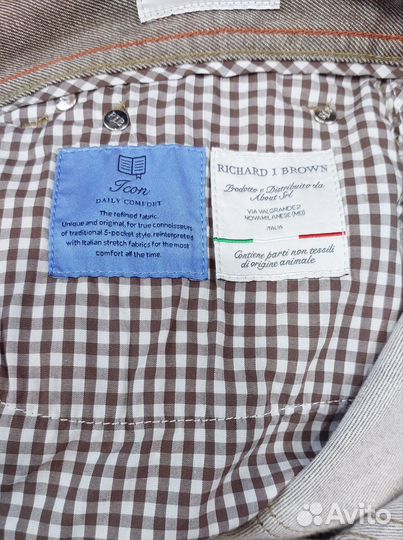 Icon
DAILY COMFORT
The refined fabric.
Unique and original, for true connoisseurs
of traditional 5-pocket style, reinterpreted
with Italian stretch fabrics for the most
comfort all the time.
RICHARD J BROWN
Prodotto e Distribuito da
About Srl
VIA VALGRANDE 3
NOVA MILANESE (MB)
ITALIA
Contiene parti non tessili
di origine animale
Avito